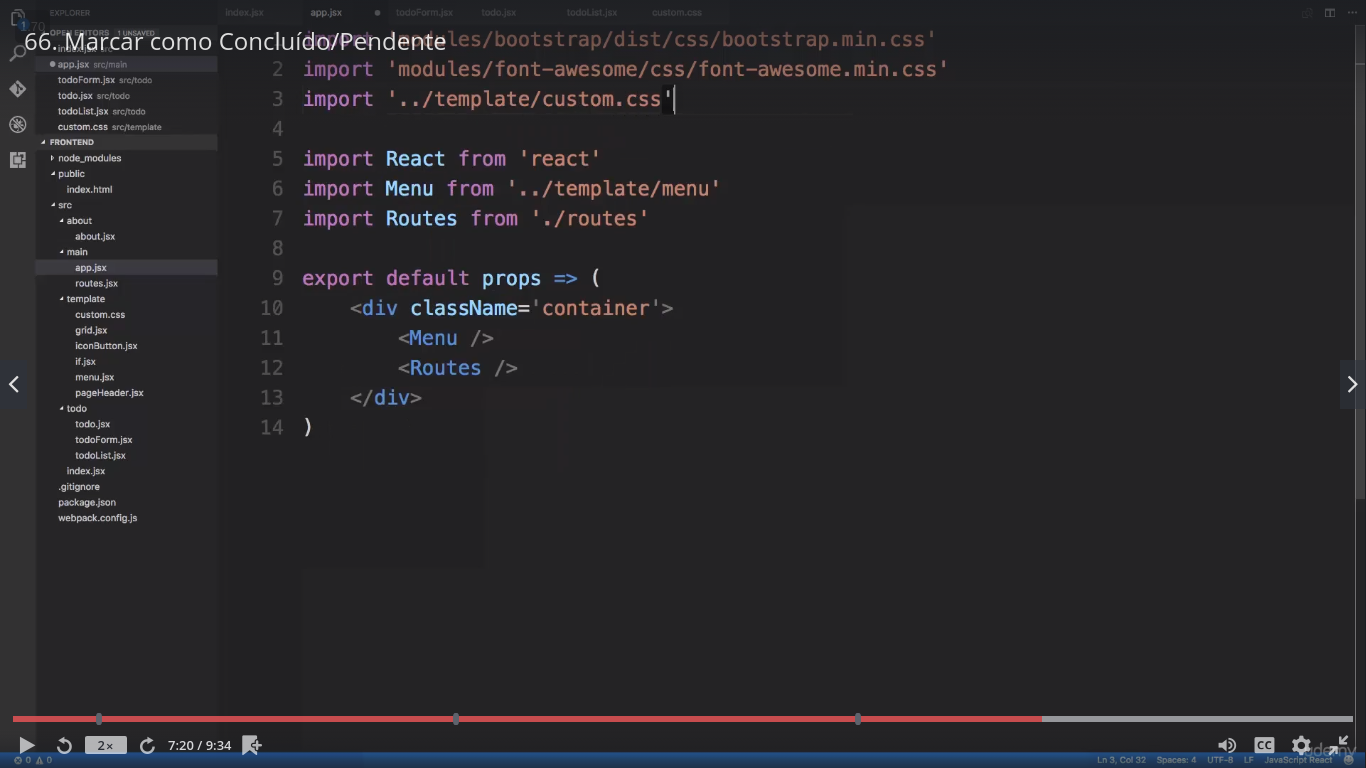 EXPLORER
index.jsx
app.jsx
todoForm.jsx
todo.jsx
todoList.jsx
custom.css
OPEN EDITORS 1 UNSAVED
66. Marcar como Concluído/Pendente
index.jsx src
app.jsx src/main
todoForm.jsx src/todo
todo.jsx src/todo
todoList.jsx src/todo
custom.css src/template
FRONTEND
node_modules
public
index.html
src
about
about.jsx
main
app.jsx
routes.jsx
template
custom.css
grid.jsx
iconButton.jsx
if.jsx
menu.jsx
pageHeader.jsx
todo
todo.jsx
todoForm.jsx
todoList.jsx
index.jsx
.gitignore
package.json
webpack.config.js
import 'modules/bootstrap/dist/css/bootstrap.min.css'
2 import 'modules/font-awesome/css/font-awesome.min.css'
3 import '../template/custom.css'
4
5 import React from 'react'
6 import Menu from '../template/menu'
7 import Routes from './routes'
8
9 export default props => (
10 <div className='container'>
11 <Menu />
12 <Routes />
13 </div>
14 )
2x
7:20 / 9:34
CC
0 0
Ln 3, Col 32 Spaces: 4 UTF-8 LF JavaScript React